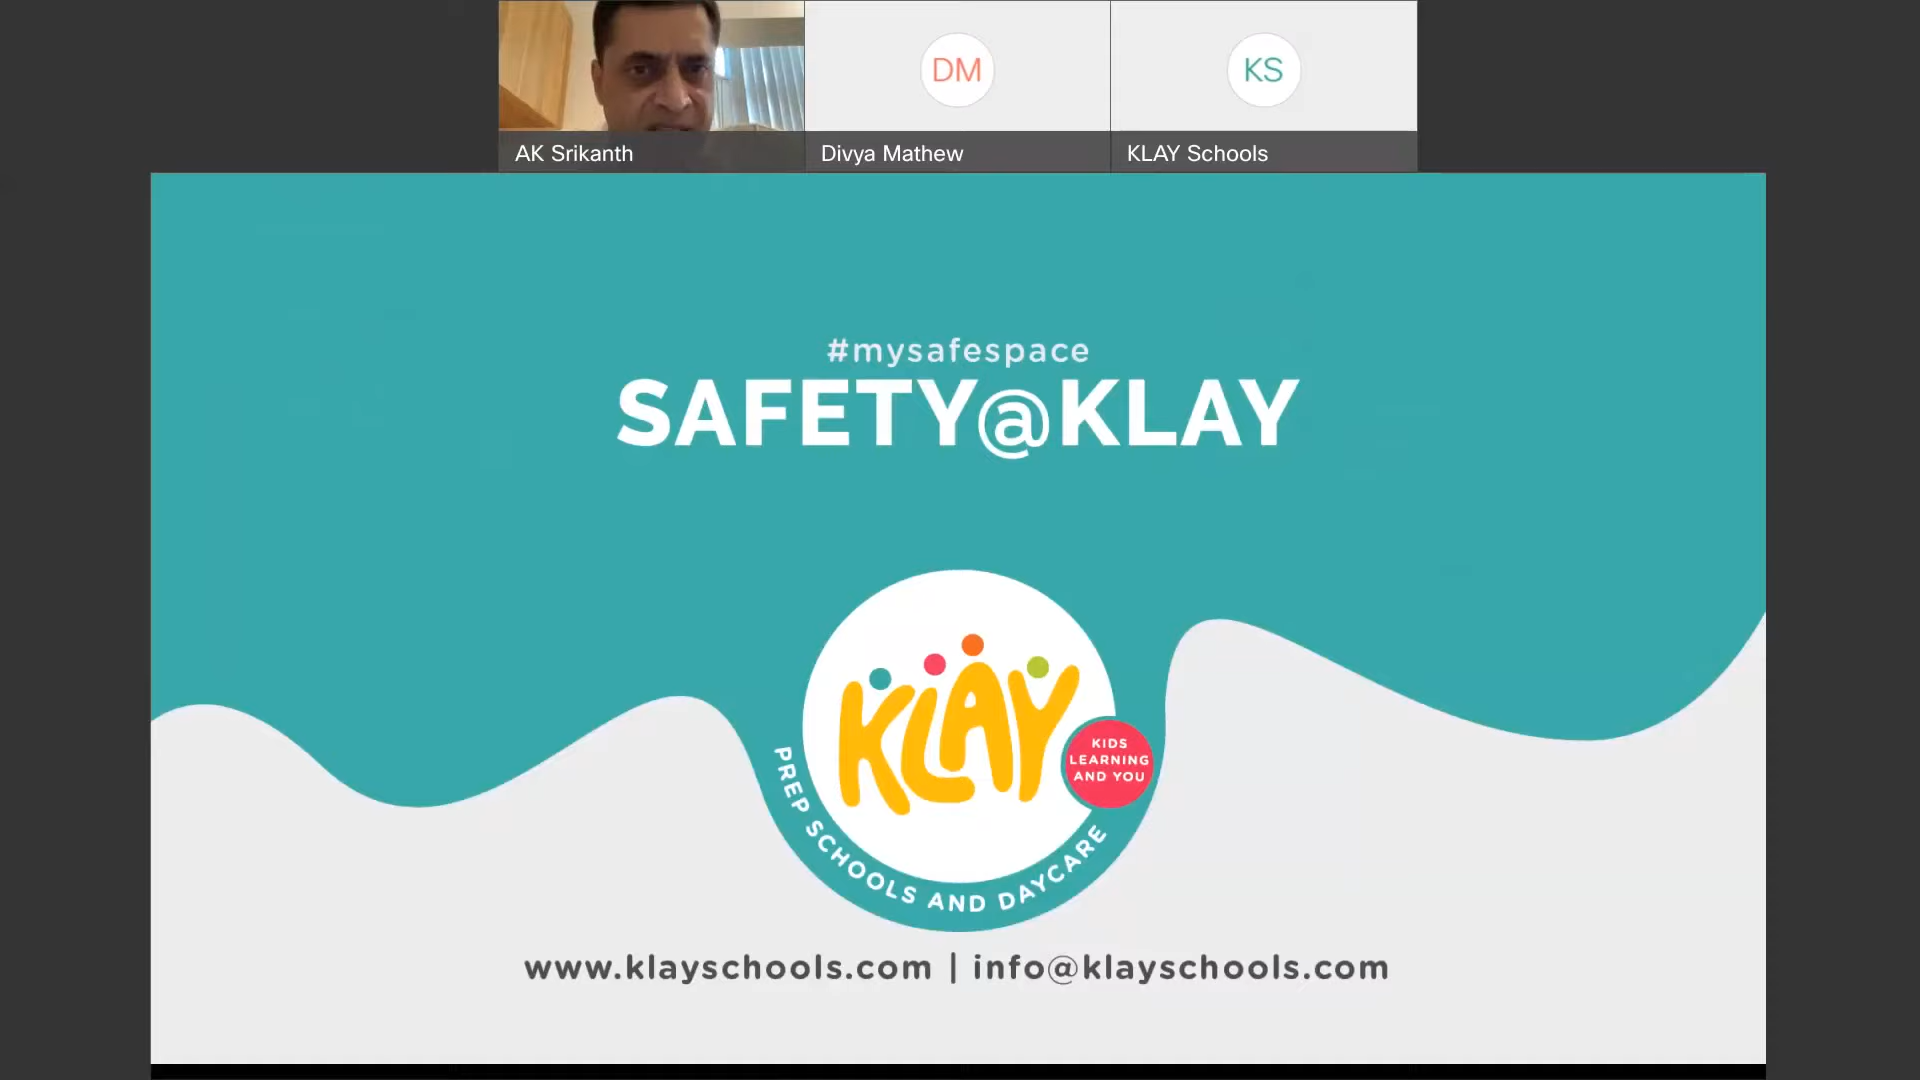 DM
KS
AK Srikanth
Divya Mathew
KLAY Schools
#mysafespace
SAFETY@KLAY
KLAY
KIDS
LEARNING
AND YOU
PREP SCHOOLS AND DAYCARE
www.klayschools.com | info@klayschools.com